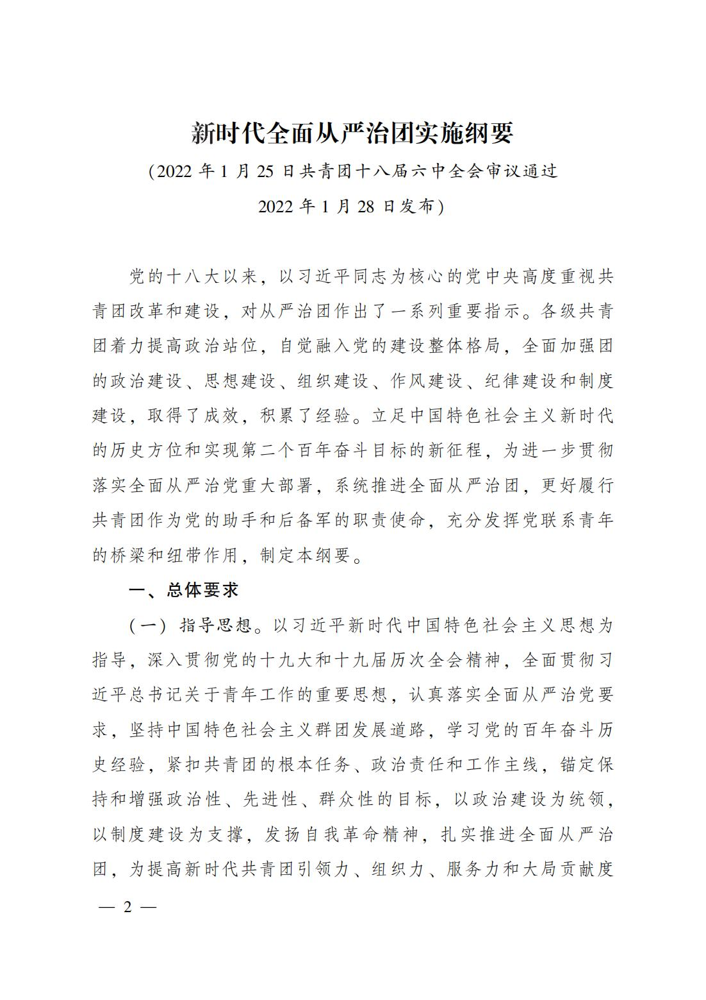 新时代全面从严治团实施纲要
（2022 年 1 月 25 日共青团十八届六中全会审议通过
2022 年 1 月 28 日发布）
党的十八大以来，以习近平同志为核心的党中央高度重视共
青团改革和建设，对从严治团作出了一系列重要指示。各级共青
团着力提高政治站位，自觉融入党的建设整体格局，全面加强团
的政治建设、思想建设、组织建设、作风建设、纪律建设和制度
建设，取得了成效，积累了经验。立足中国特色社会主义新时代
的历史方位和实现第二个百年奋斗目标的新征程，为进一步贯彻
落实全面从严治党重大部署，系统推进全面从严治团，更好履行
共青团作为党的助手和后备军的职责使命，充分发挥党联系青年
的桥梁和纽带作用，制定本纲要。
一、总体要求
（一）指导思想。以习近平新时代中国特色社会主义思想为
指导，深入贯彻党的十九大和十九届历次全会精神，全面贯彻习
近平总书记关于青年工作的重要思想，认真落实全面从严治党要
求，坚持中国特色社会主义群团发展道路，学习党的百年奋斗历
史经验，紧扣共青团的根本任务、政治责任和工作主线，锚定保
持和增强政治性、先进性、群众性的目标，以政治建设为统领，
以制度建设为支撑，发扬自我革命精神，扎实推进全面从严治
团，为提高新时代共青团引领力、组织力、服务力和大局贡献度
— 2 —